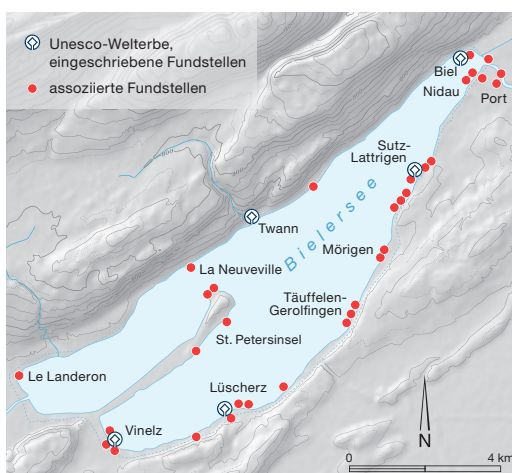 Unesco-Welterbe,
eingeschriebene Fundstellen
assoziierte Fundstellen
Biel
Nidau
Port
Sutz-
Lattrigen
Bielersee
Twann
Mörigen
La Neuveville
Täuffelen-
Gerolfingen
St. Petersinsel
Le Landeron
Lüscherz
Vinelz
N
0 4 km